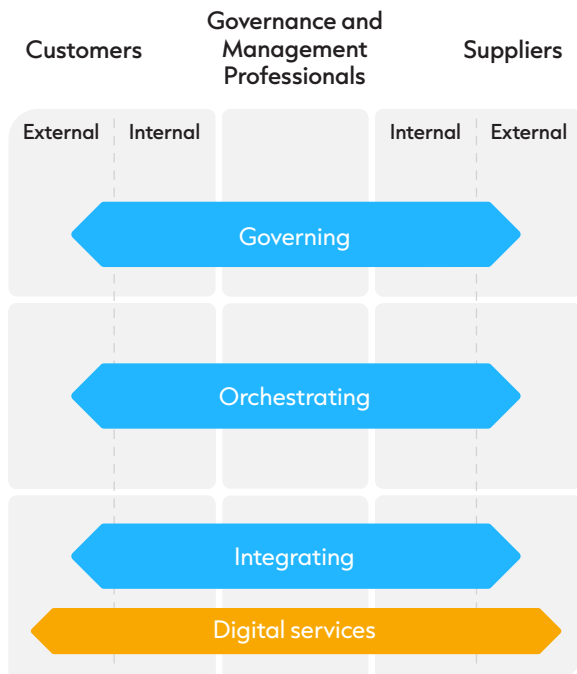 Customers
Governance and
Management
Professionals
Suppliers
External
Internal
Internal
External
Governing
Orchestrating
Integrating
Digital services